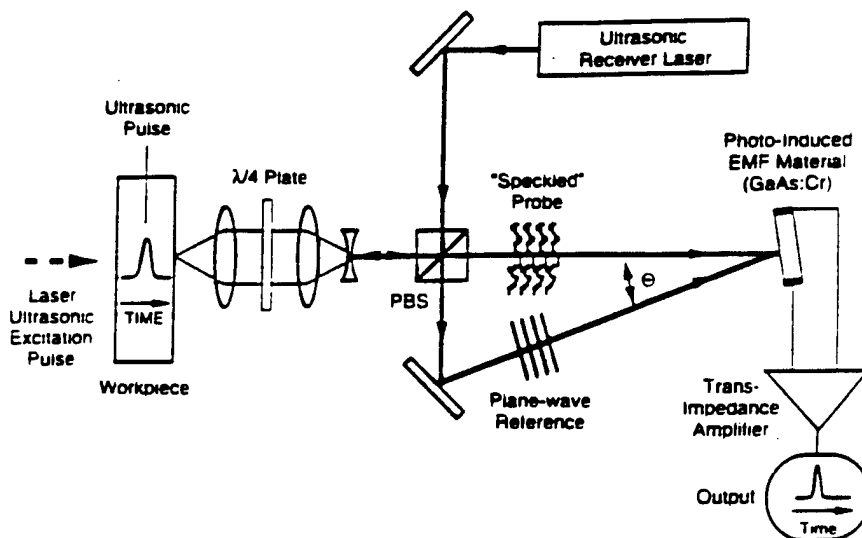 Ultrasonic
Receiver Laser
Ultrasonic
Pulse
λ/4 Plate
"Speckled"
Probe
Photo-Induced
EMF Material
(GaAs:Cr)
PBS
Θ
Laser
Ultrasonic
Excitation
Pulse
TIME
Workpiece
Plane-wave
Reference
Trans-
Impedance
Amplifier
Output
Time